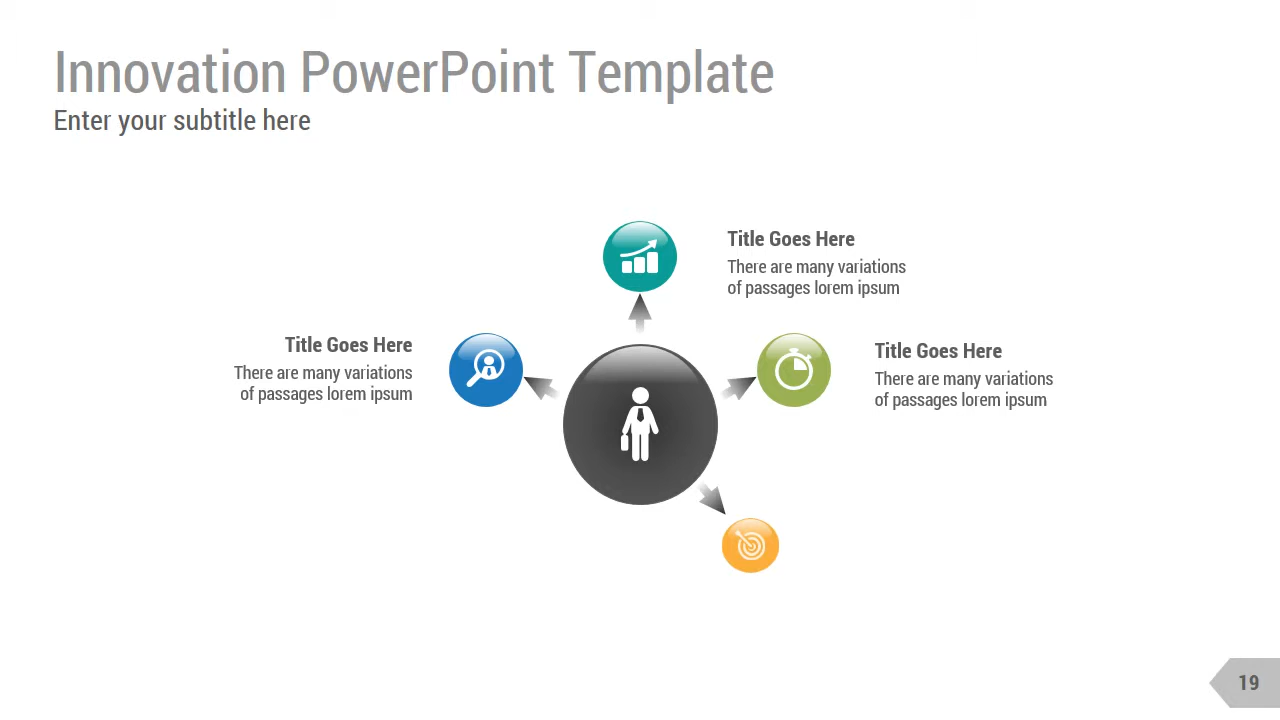 Innovation PowerPoint Template
Enter your subtitle here
Title Goes Here
There are many variations
of passages lorem ipsum
Title Goes Here
There are many variations
of passages lorem ipsum
Title Goes Here
There are many variations
of passages lorem ipsum
19